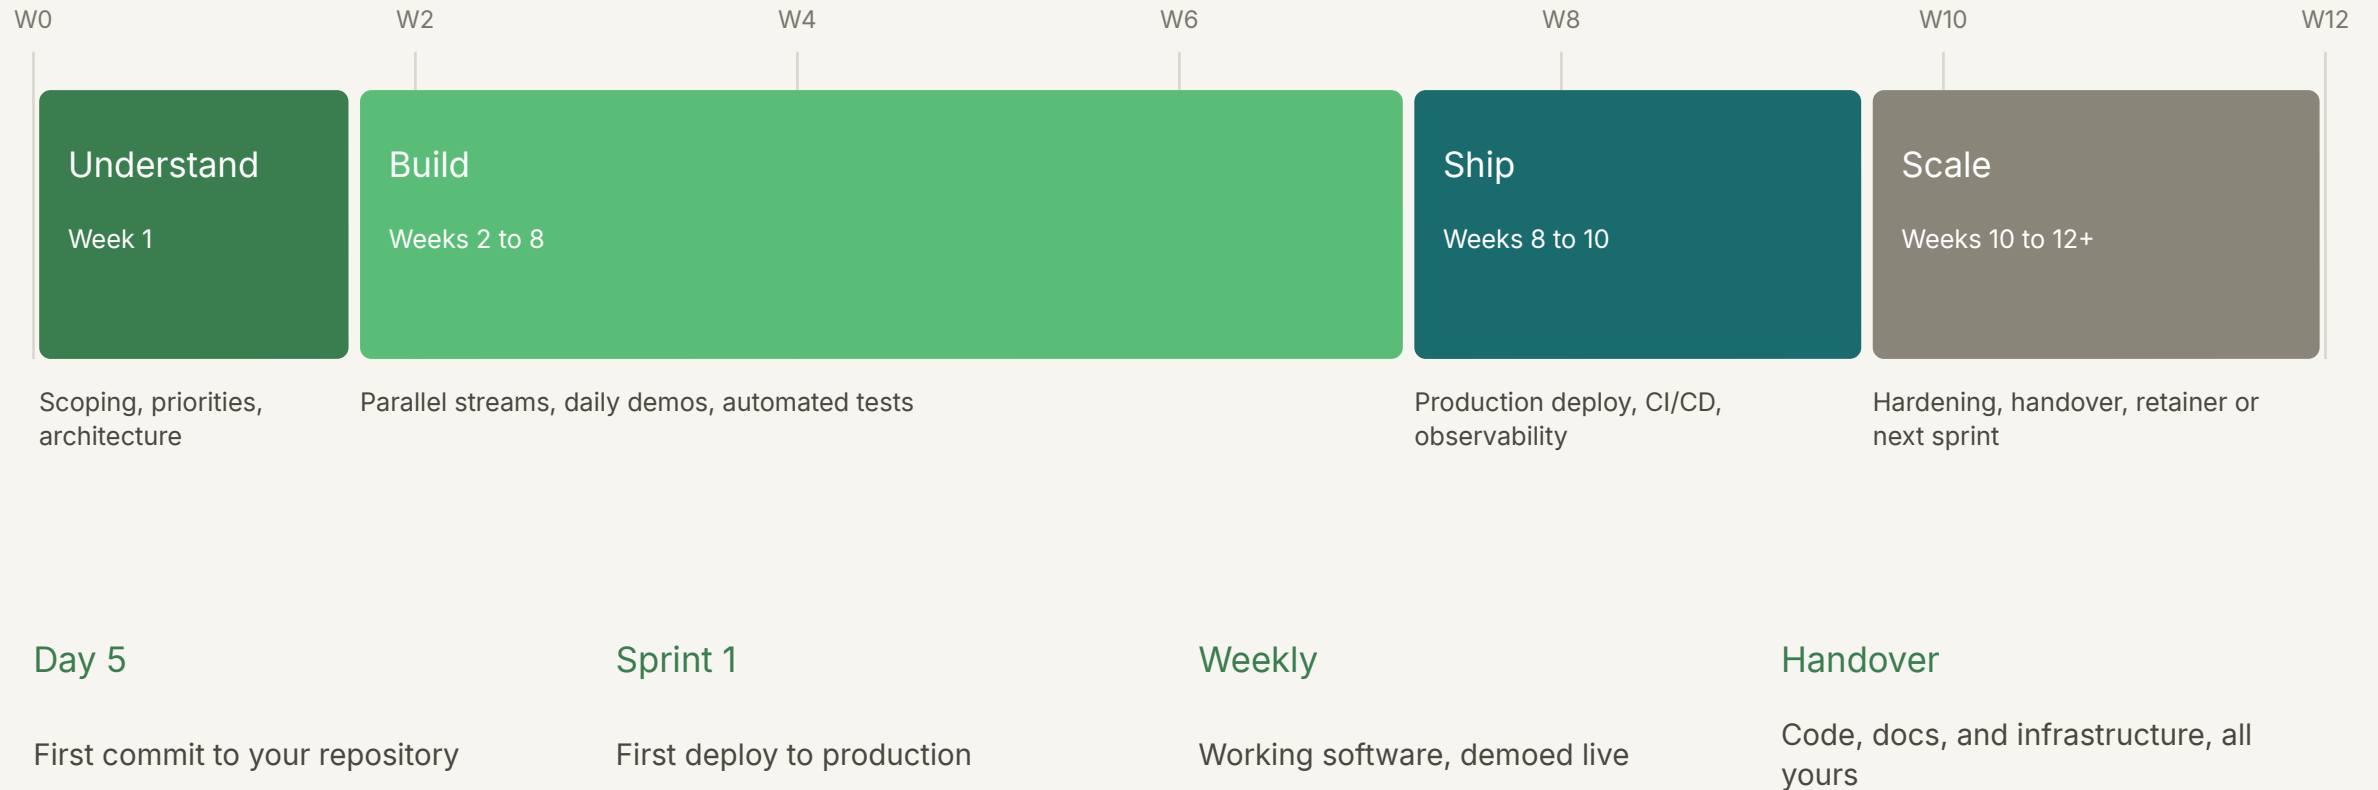 W0 W2 W4 W6 W8 W10 W12
Understand
Week 1
Build
Weeks 2 to 8
Ship
Weeks 8 to 10
Scale
Weeks 10 to 12+
Scoping, priorities,
architecture
Parallel streams, daily demos, automated tests
Production deploy, CI/CD,
observability
Hardening, handover, retainer or
next sprint
Day 5
First commit to your repository
Sprint 1
First deploy to production
Weekly
Working software, demoed live
Handover
Code, docs, and infrastructure, all
yours